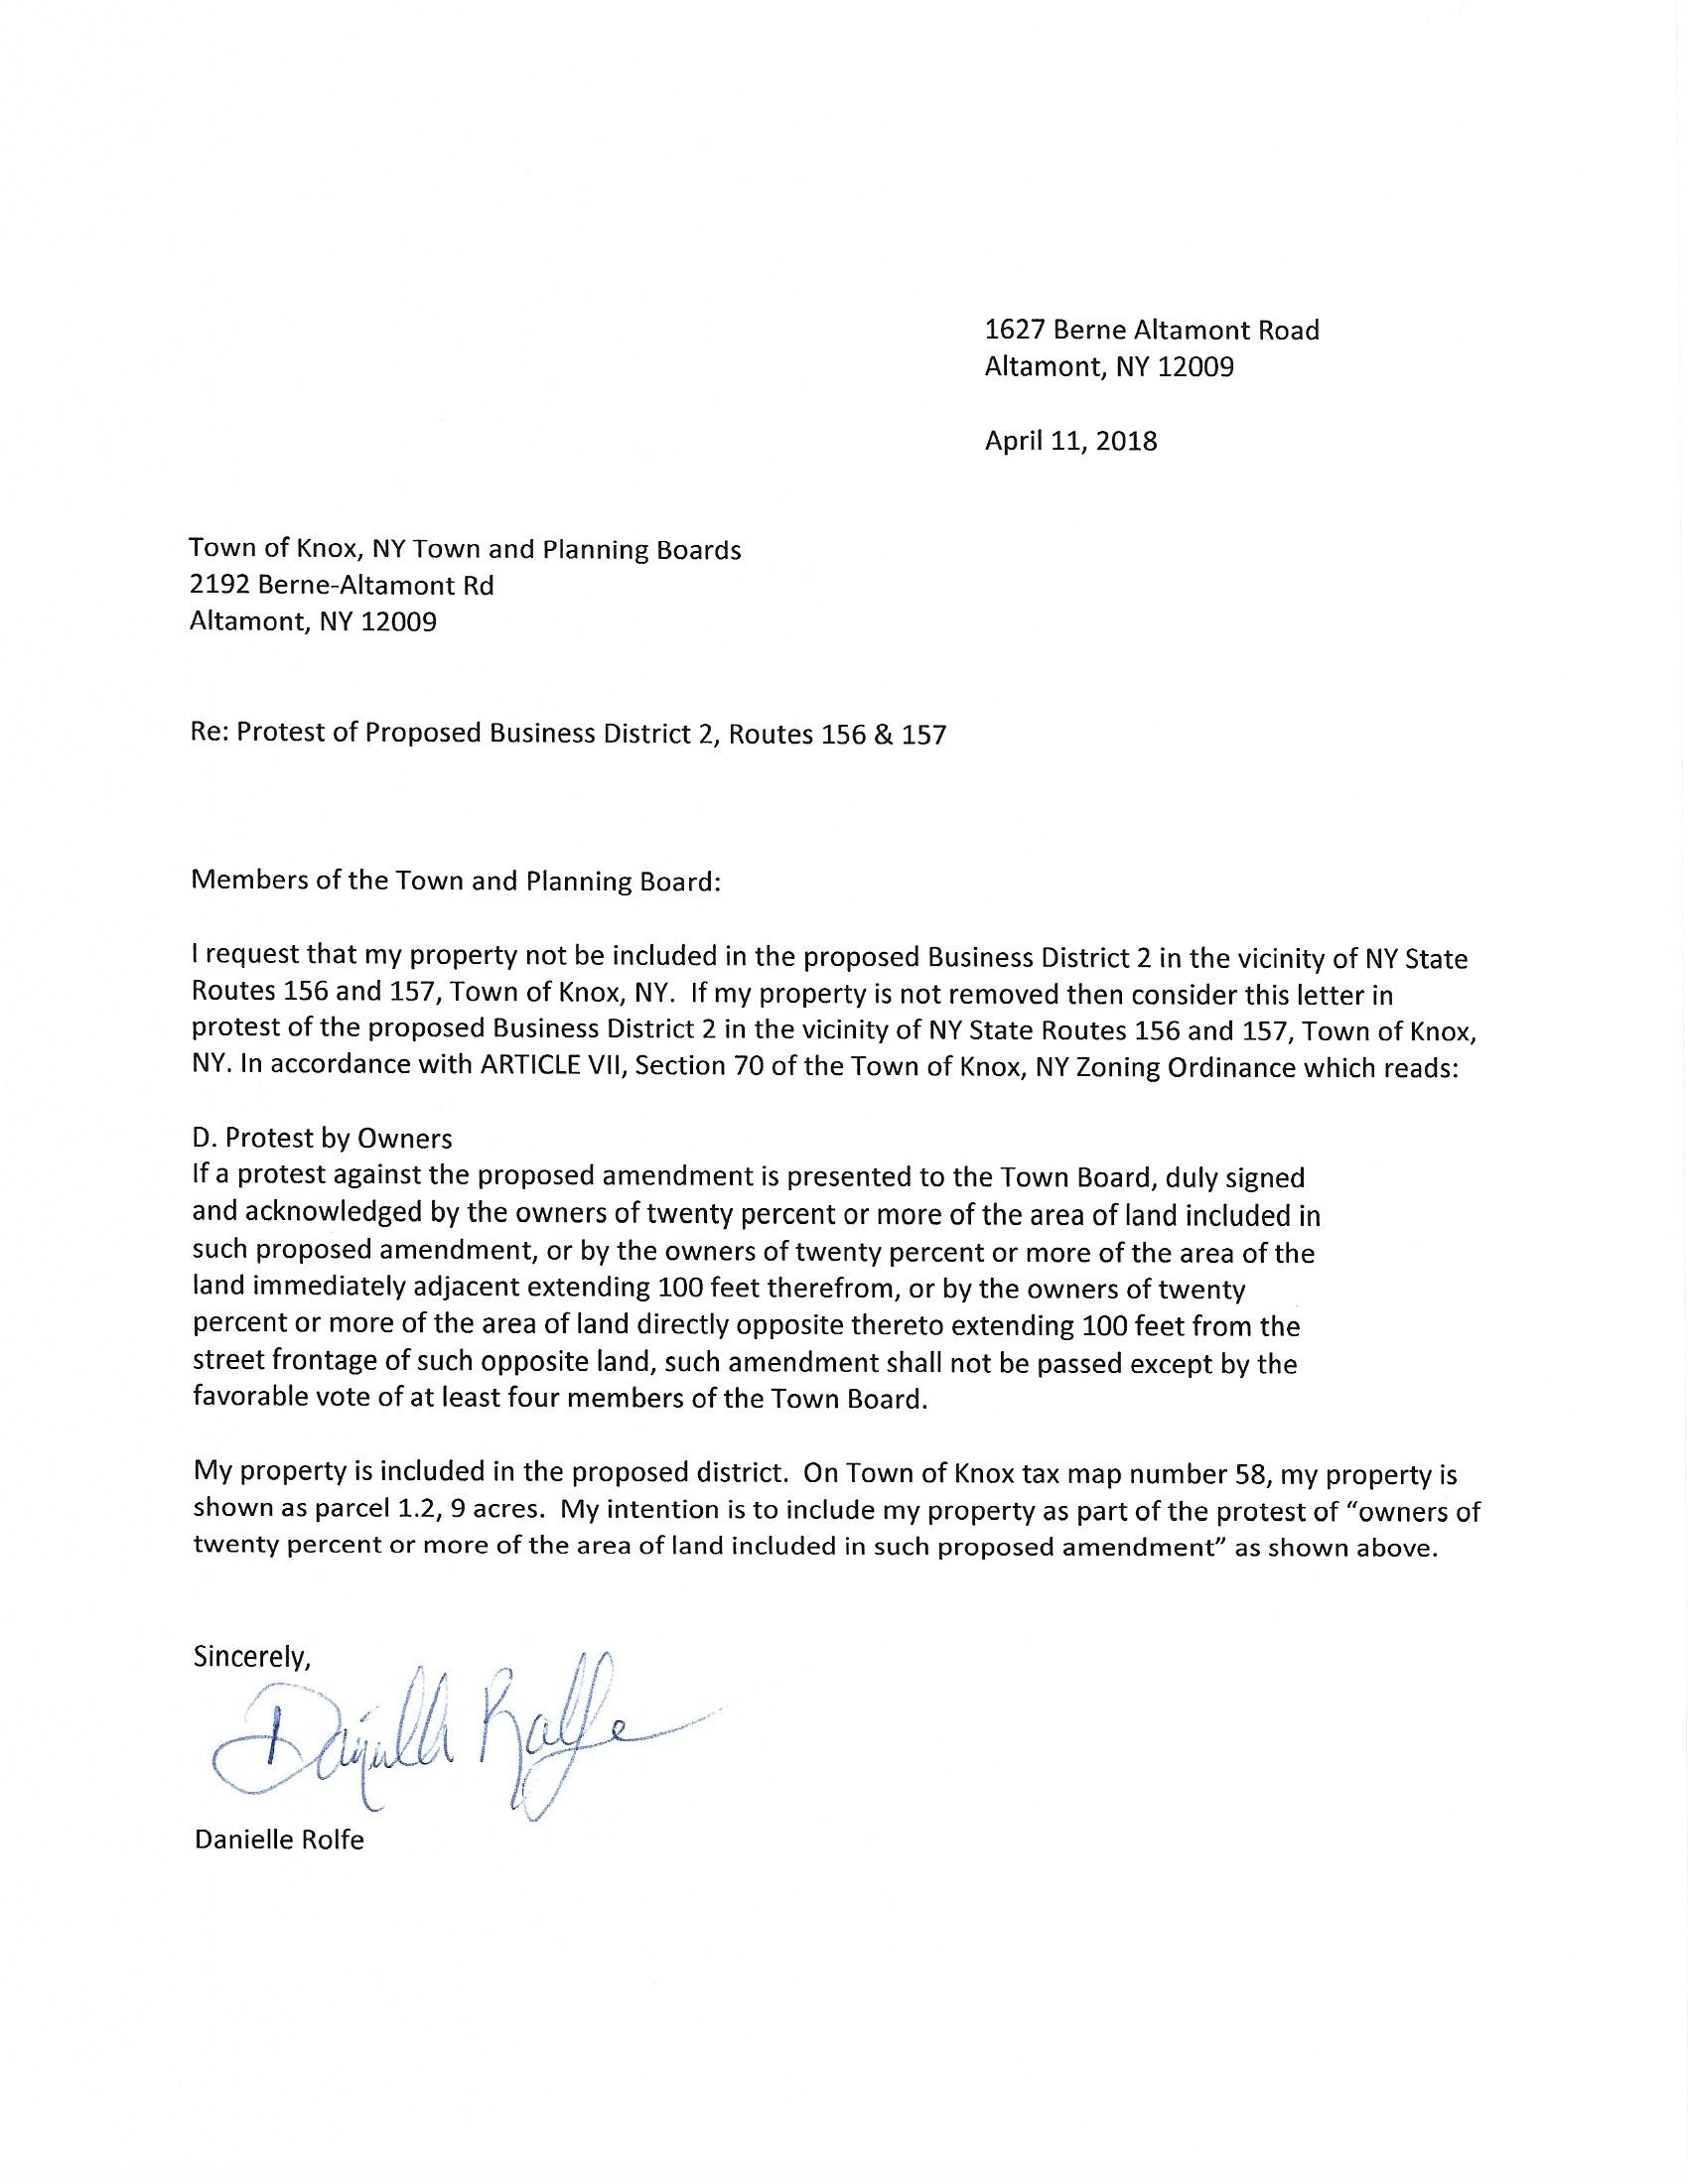 1627 Berne Altamont Road
Altamont, NY 12009
April 11, 2018
Town of Knox, NY Town and Planning Boards
2192 Berne-Altamont Rd
Altamont, NY 12009
Re: Protest of Proposed Business District 2, Routes 156 & 157
Members of the Town and Planning Board:
I request that my property not be included in the proposed Business District 2 in the vicinity of NY State
Routes 156 and 157, Town of Knox, NY.  If my property is not removed then consider this letter in
protest of the proposed Business District 2 in the vicinity of NY State Routes 156 and 157, Town of Knox,
NY. In accordance with ARTICLE VII, Section 70 of the Town of Knox, NY Zoning Ordinance which reads:
D. Protest by Owners
If a protest against the proposed amendment is presented to the Town Board, duly signed
and acknowledged by the owners of twenty percent or more of the area of land included in
such proposed amendment, or by the owners of twenty percent or more of the area of the
land immediately adjacent extending 100 feet therefrom, or by the owners of twenty
percent or more of the area of land directly opposite thereto extending 100 feet from the
street frontage of such opposite land, such amendment shall not be passed except by the
favorable vote of at least four members of the Town Board.
My property is included in the proposed district.  On Town of Knox tax map number 58, my property is
shown as parcel 1.2, 9 acres.  My intention is to include my property as part of the protest of “owners of
twenty percent or more of the area of land included in such proposed amendment” as shown above.
Sincerely,
Danielle Rolfe
Danielle Rolfe